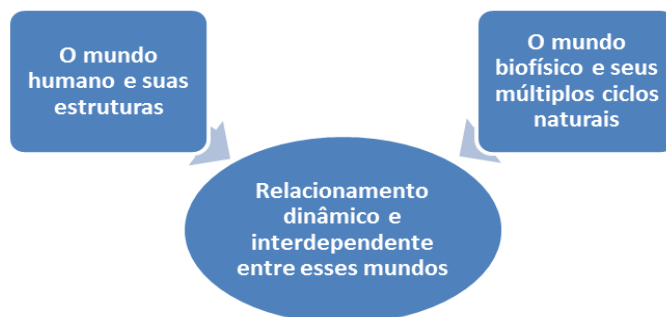 O mundo
humano e suas
estruturas
O mundo
biofísico e seus
múltiplos ciclos
naturais
Relacionamento
dinâmico e
interdependente
entre esses mundos